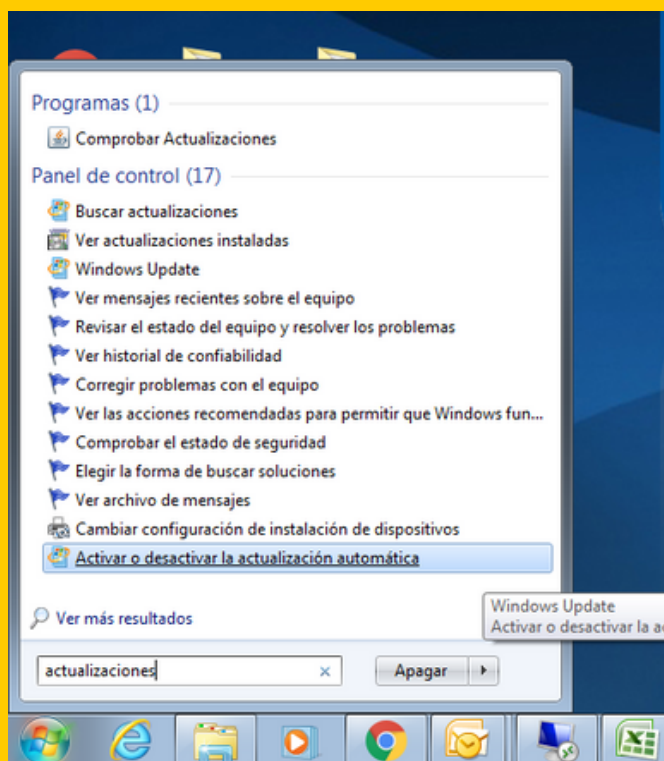 Programas (1)
Comprobar Actualizaciones
Panel de control (17)
Buscar actualizaciones
Ver actualizaciones instaladas
Windows Update
Ver mensajes recientes sobre el equipo
Revisar el estado del equipo y resolver los problemas
Ver historial de confiabilidad
Corregir problemas con el equipo
Ver las acciones recomendadas para permitir que Windows fun...
Comprobar el estado de seguridad
Elegir la forma de buscar soluciones
Ver archivo de mensajes
Cambiar configuración de instalación de dispositivos
Activar o desactivar la actualización automática
Windows Update
Activar o desactivar la
Ver más resultados
actualizaciones
Apagar